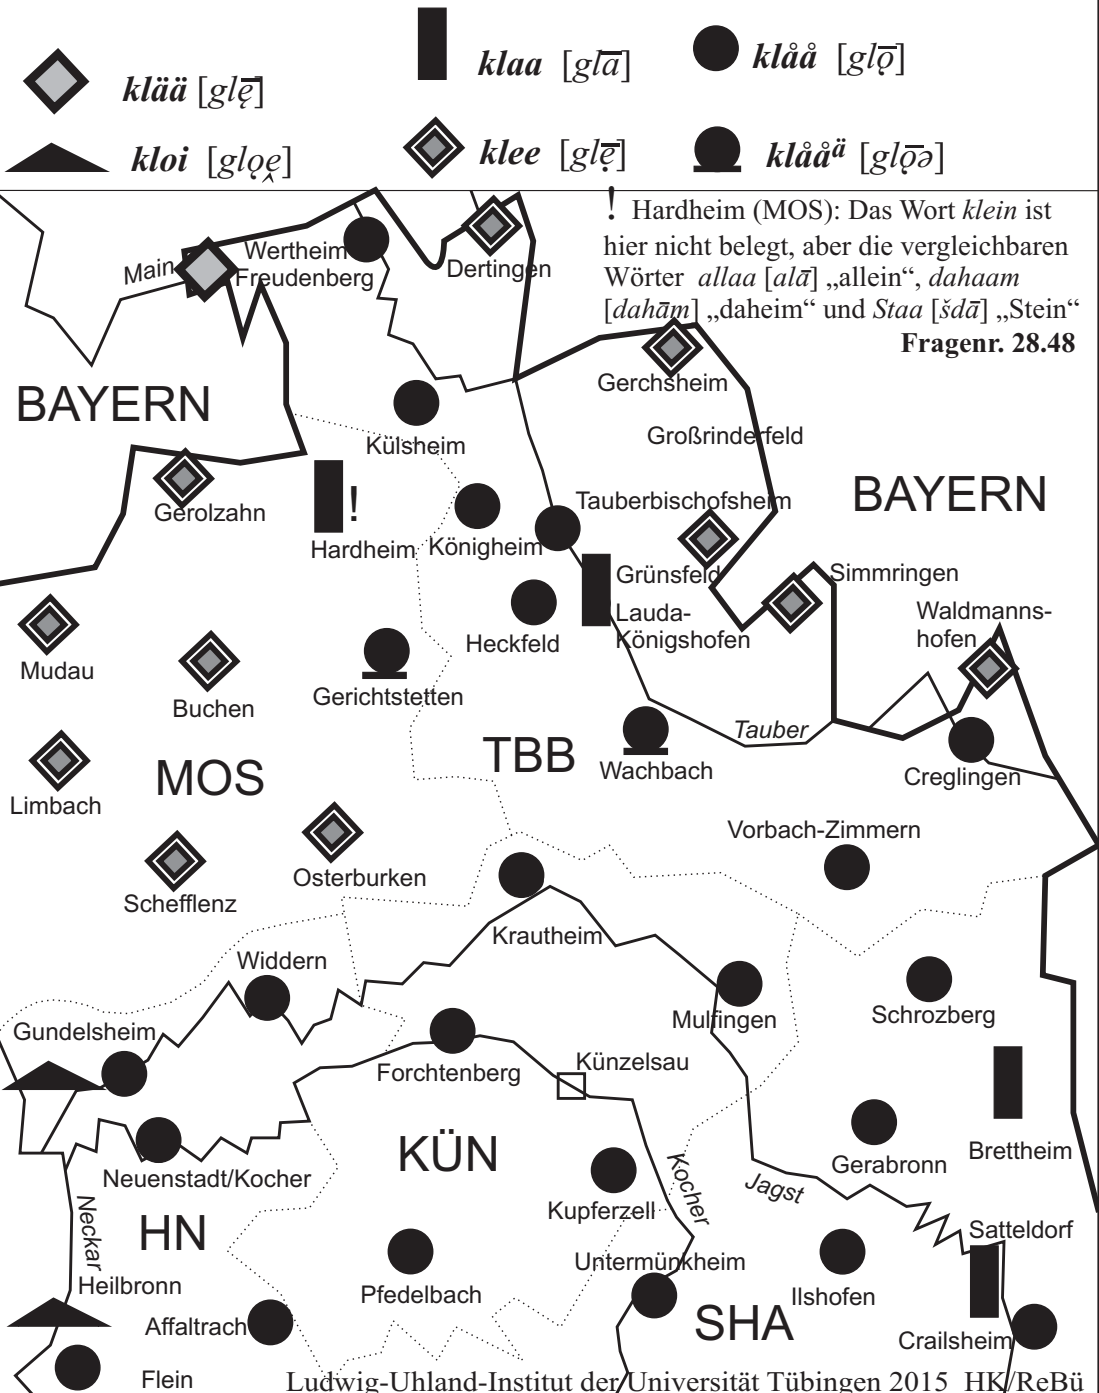 klää [glę̄]
klaa [glā]
klåå [glǭ]
kloi [glo̜e̜]
klee [glẹ̄]
klååä [glǭə]
! Hardheim (MOS): Das Wort klein ist
hier nicht belegt, aber die vergleichbaren
Wörter allaa [alā] „allein“, dahaam
[dahām] „daheim“ und Staa [šdā] „Stein“
Fragenr. 28.48
Main
Wertheim
Freudenberg
Dertingen
BAYERN
Gerchsheim
Külsheim
Großrinderfeld
BAYERN
Gerolzahn
!
Hardheim
Königheim
Tauberbischofsheim
Grünsfeld
Simmringen
Lauda-
Königshofen
Waldmanns-
hofen
Heckfeld
Mudau
Buchen
Gerichtstetten
Limbach
MOS
TBB
Wachbach
Tauber
Creglingen
Vorbach-Zimmern
Schefflenz
Osterburken
Krautheim
Widdern
Gundelsheim
Mulfingen
Schrozberg
Forchtenberg
Künzelsau
KÜN
Gerabronn
Brettheim
Neuenstadt/Kocher
Kocher
Jagst
Neckar
HN
Kupferzell
Satteldorf
Untermünkheim
Heilbronn
Pfedelbach
Ilshofen
Affaltrach
SHA
Crailsheim
Flein
Ludwig-Uhland-Institut der Universität Tübingen 2015 HK/ReBü